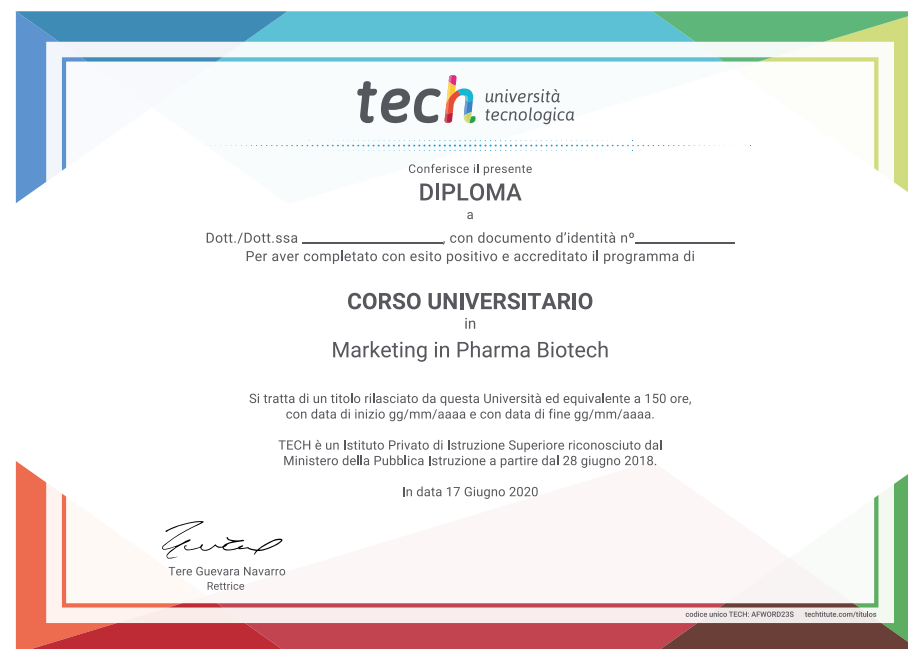 tech università
tecnologica
Conferisce il presente
DIPLOMA
a
Dott./Dott.ssa ______________, con documento d'identità nº__________
Per aver completato con esito positivo e accreditato il programma di
CORSO UNIVERSITARIO
in
Marketing in Pharma Biotech
Si tratta di un titolo rilasciato da questa Università ed equivalente a 150 ore,
con data di inizio gg/mm/aaaa e con data di fine gg/mm/aaaa.
TECH è un Istituto Privato di Istruzione Superiore riconosciuto dal
Ministero della Pubblica Istruzione a partire dal 28 giugno 2018.
In data 17 Giugno 2020
Tere Guevara Navarro
Rettrice
codice unico TECH: AFWORD23S techtitute.com/titulos